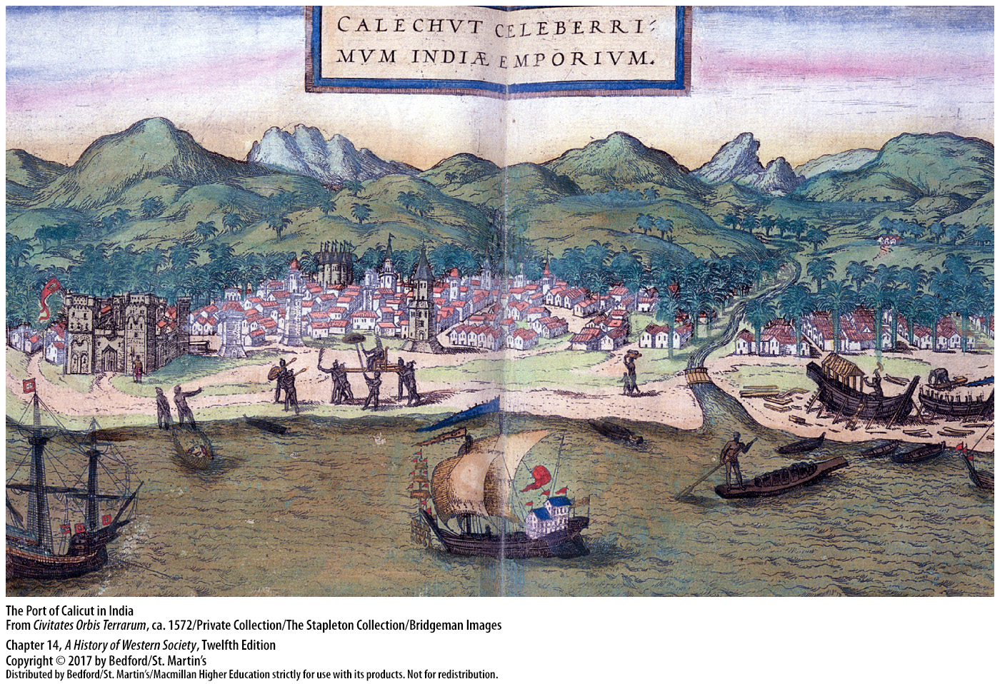 CALECHVT CELEBERRI-
MVM INDIÆ EMPORIVM.
The Port of Calicut in India
From Civitates Orbis Terrarum, ca. 1572/Private Collection/The Stapleton Collection/Bridgeman Images
Chapter 14, A History of Western Society, Twelfth Edition
Copyright © 2017 by Bedford/St. Martin's
Distributed by Bedford/St. Martin's/Macmillan Higher Education strictly for use with its products. Not for redistribution.